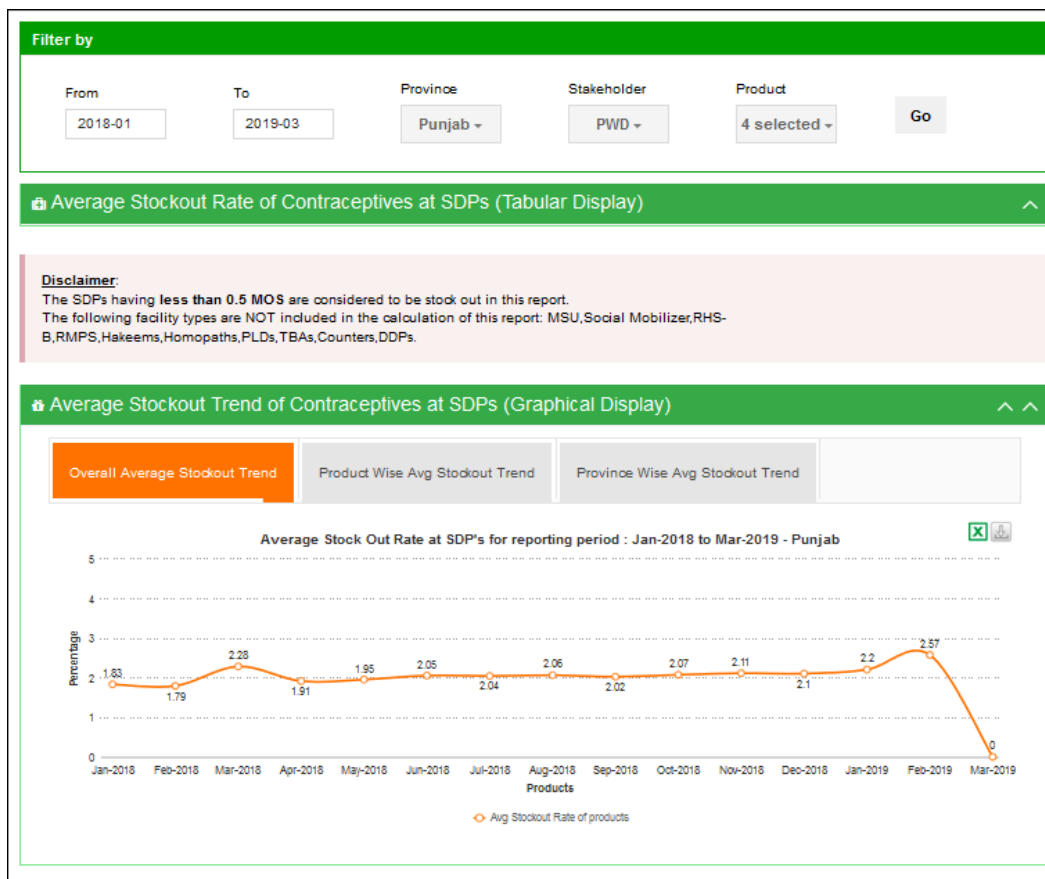 Filter by
From To Province Stakeholder Product
2018-01 2019-03 Punjab PWD 4 selected Go
Average Stockout Rate of Contraceptives at SDPs (Tabular Display)
Disclaimer:
The SDPs having less than 0.5 MOS are considered to be stock out in this report.
The following facility types are NOT included in the calculation of this report: MSU,Social Mobilizer,RHS-
B,RMPS,Hakeems,Homopaths,PLDs,TBAs,Counters,DDPs.
Average Stockout Trend of Contraceptives at SDPs (Graphical Display)
Overall Average Stockout Trend Product Wise Avg Stockout Trend Province Wise Avg Stockout Trend
Average Stock Out Rate at SDP's for reporting period : Jan-2018 to Mar-2019 - Punjab
Percentage
5
4
3
2
1
0
1.83 1.79 2.28 1.91 1.95 2.05 2.04 2.06 2.02 2.07 2.11 2.1 2.2 2.57 0
Jan-2018 Feb-2018 Mar-2018 Apr-2018 May-2018 Jun-2018 Jul-2018 Aug-2018 Sep-2018 Oct-2018 Nov-2018 Dec-2018 Jan-2019 Feb-2019 Mar-2019
Products
Avg Stockout Rate of products